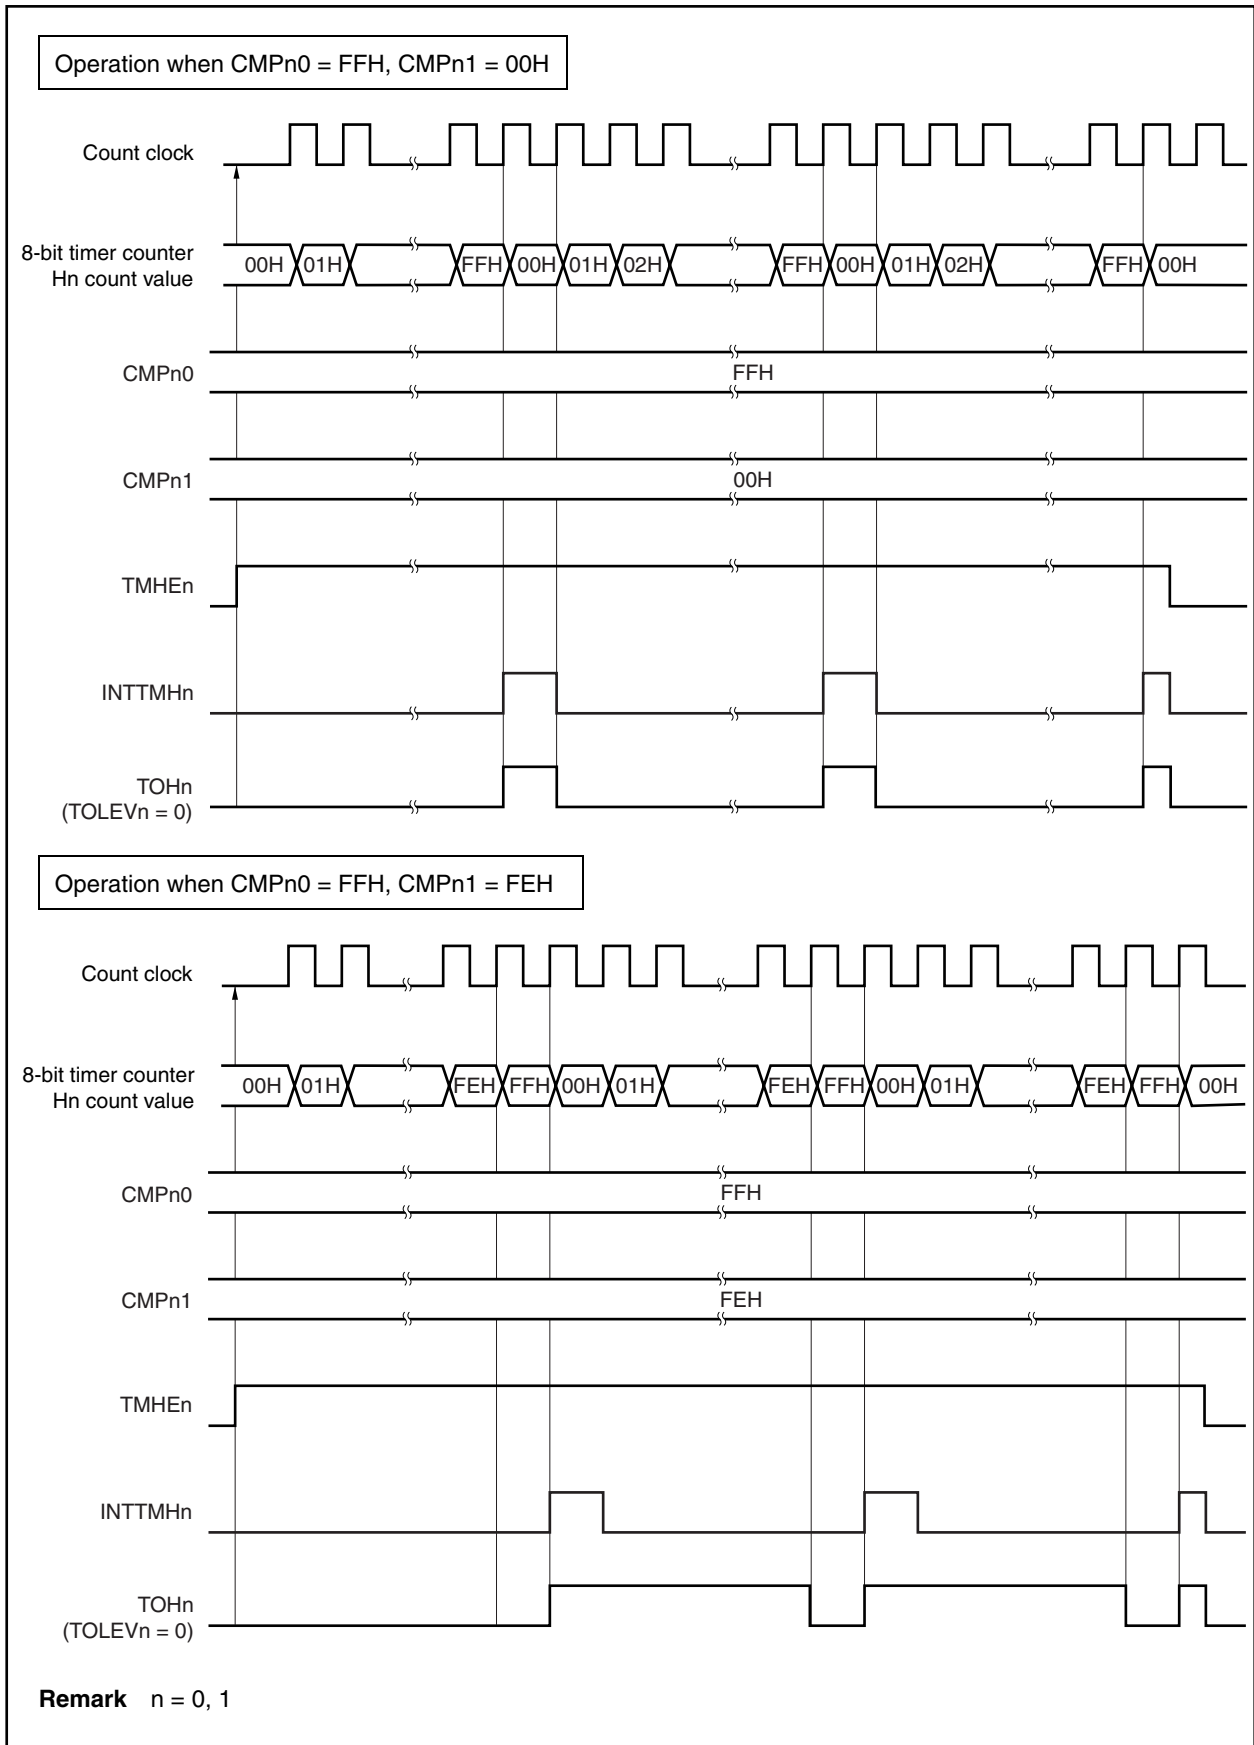 Operation when CMPn0 = FFH, CMPn1 = 00H
Count clock
8-bit timer counter
Hn count value
00H 01H FFH 00H 01H 02H FFH 00H 01H 02H FFH 00H
CMPn0
FFH
CMPn1
00H
TMHEn
INTTMHn
TOHn
(TOLEVn = 0)
Operation when CMPn0 = FFH, CMPn1 = FEH
Count clock
8-bit timer counter
Hn count value
00H 01H FEH FFH 00H 01H FEH FFH 00H 01H FEH FFH 00H
CMPn0
FFH
CMPn1
FEH
TMHEn
INTTMHn
TOHn
(TOLEVn = 0)
Remark n = 0, 1